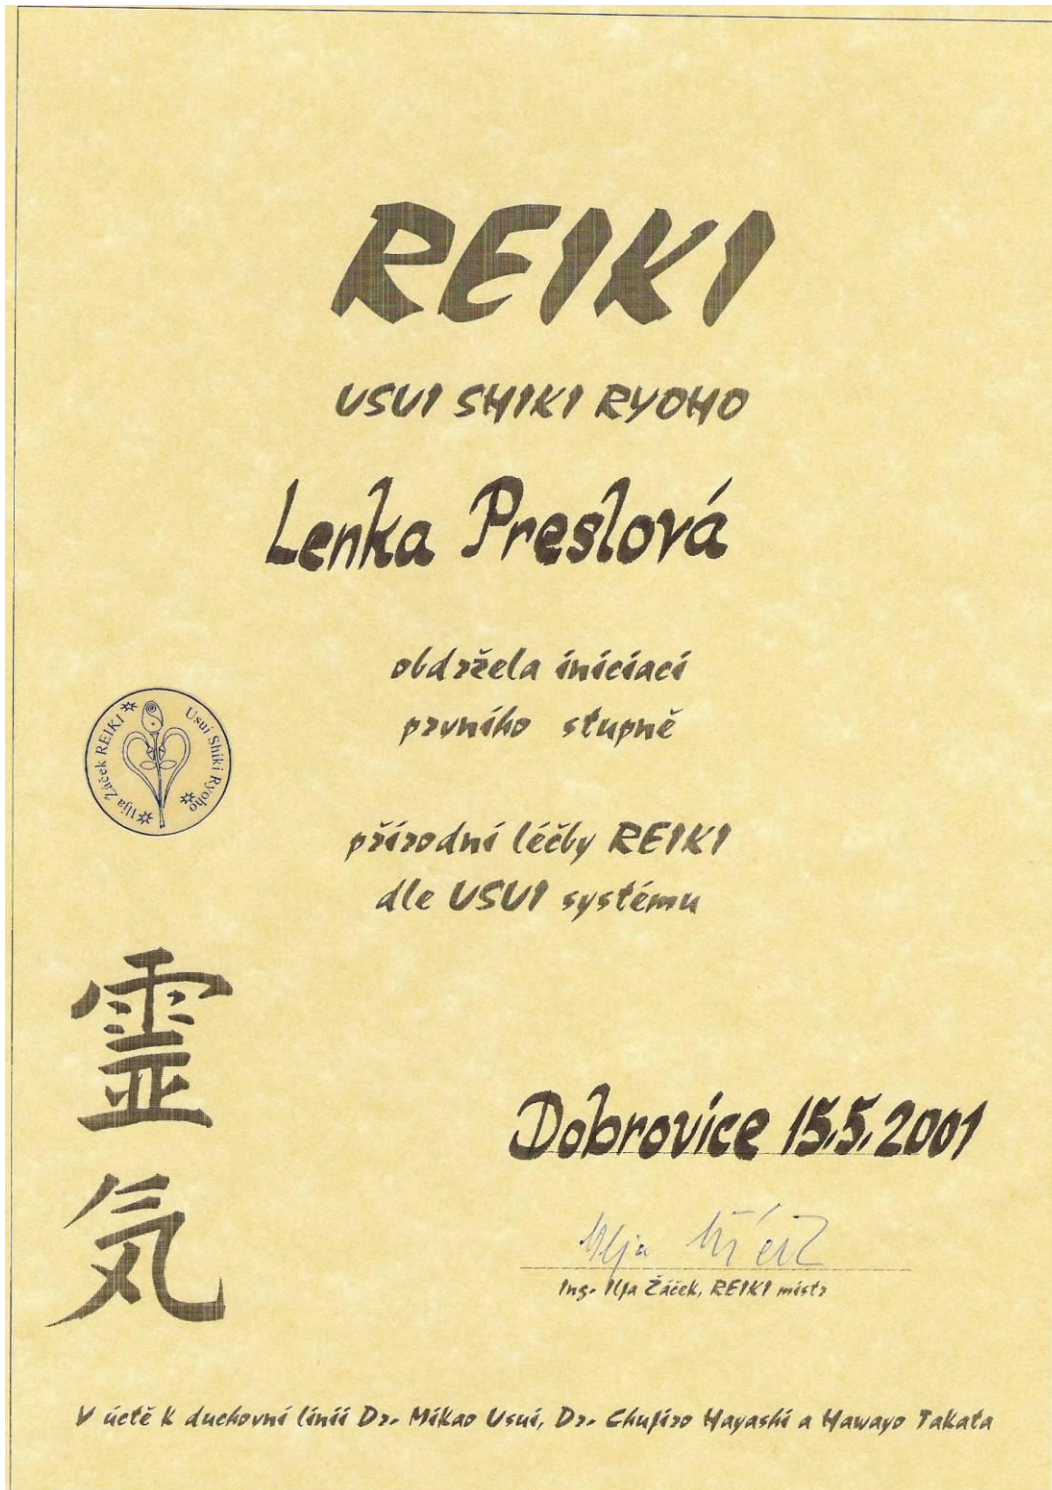 REIKI
USUI SHIKI RYOHO
Lenka Preslová
obdržela iniciaci
prvního stupně
Ilja Žáček REIKI Usui Shiki Ryoho
přírodní léčby REIKI
dle USUI systému
霊
気
Dobrovice 15.5.2001
Ilja
Ing. Ilja Žáček, REIKI mistr
V úctě k duchovní linii Dr. Mikao Usui, Dr. Chujiro Hayashi a Hawayo Takata